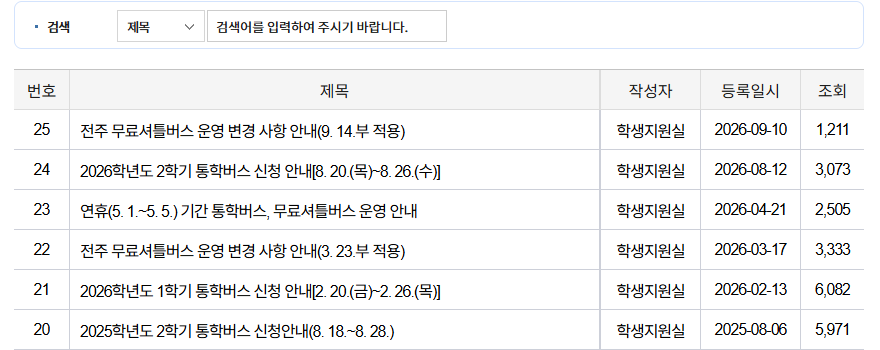 검색 제목 검색어를 입력하여 주시기 바랍니다.
번호 제목 작성자 등록일시 조회
25 전주 무료셔틀버스 운영 변경 사항 안내(9. 14.부 적용) 학생지원실 2026-09-10 1,211
24 2026학년도 2학기 통학버스 신청 안내[8. 20.(목)~8. 26.(수)] 학생지원실 2026-08-12 3,073
23 연휴(5. 1.~5. 5.) 기간 통학버스, 무료셔틀버스 운영 안내 학생지원실 2026-04-21 2,505
22 전주 무료셔틀버스 운영 변경 사항 안내(3. 23.부 적용) 학생지원실 2026-03-17 3,333
21 2026학년도 1학기 통학버스 신청 안내[2. 20.(금)~2. 26.(목)] 학생지원실 2026-02-13 6,082
20 2025학년도 2학기 통학버스 신청안내(8. 18.~8. 28.) 학생지원실 2025-08-06 5,971